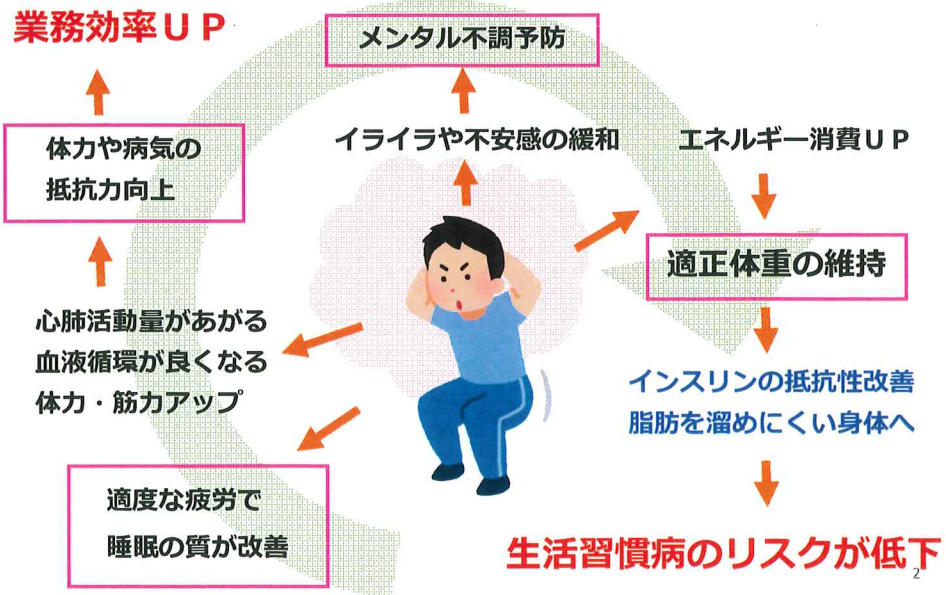 業務効率ＵＰ
メンタル不調予防
体力や病気の
抵抗力向上
イライラや不安感の緩和
エネルギー消費ＵＰ
適正体重の維持
心肺活動量があがる
血液循環が良くなる
体力・筋力アップ
インスリンの抵抗性改善
脂肪を溜めにくい身体へ
適度な疲労で
睡眠の質が改善
生活習慣病のリスクが低下
2